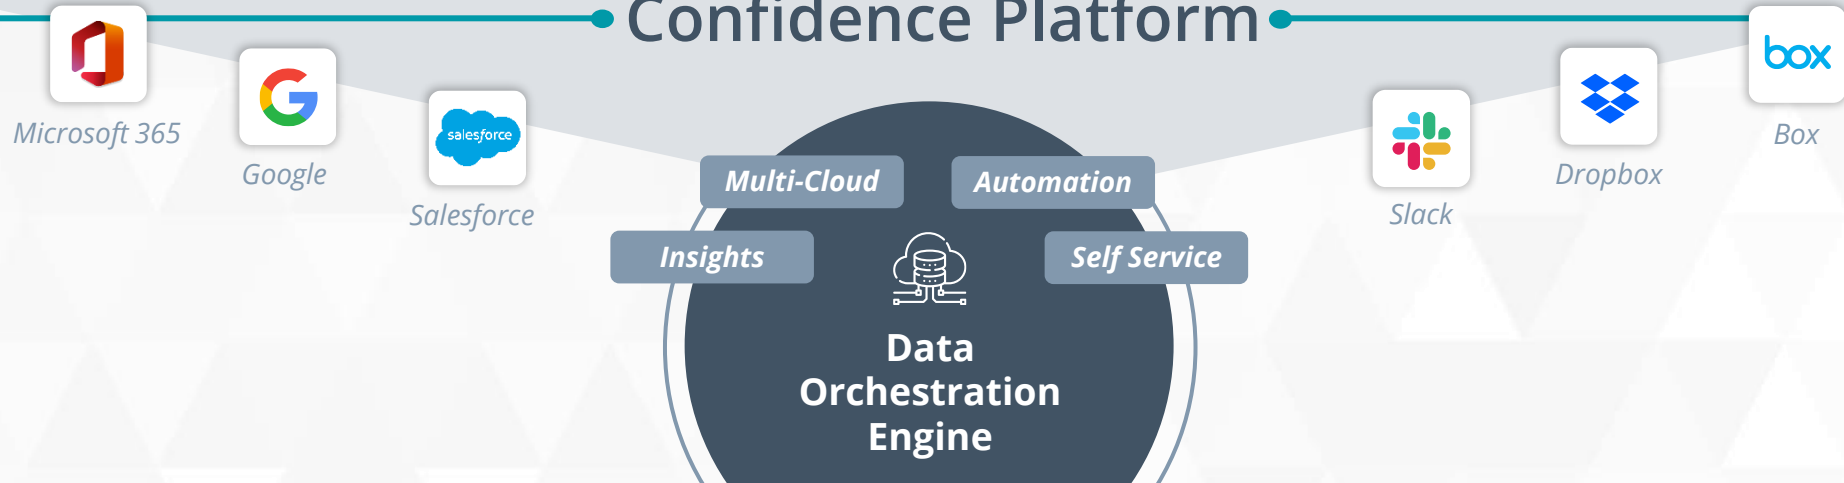 Confidence Platform
box
Microsoft 365
Google
salesforce
Salesforce
Slack
Dropbox
Box
Multi-Cloud
Automation
Insights
Self Service
Data
Orchestration
Engine